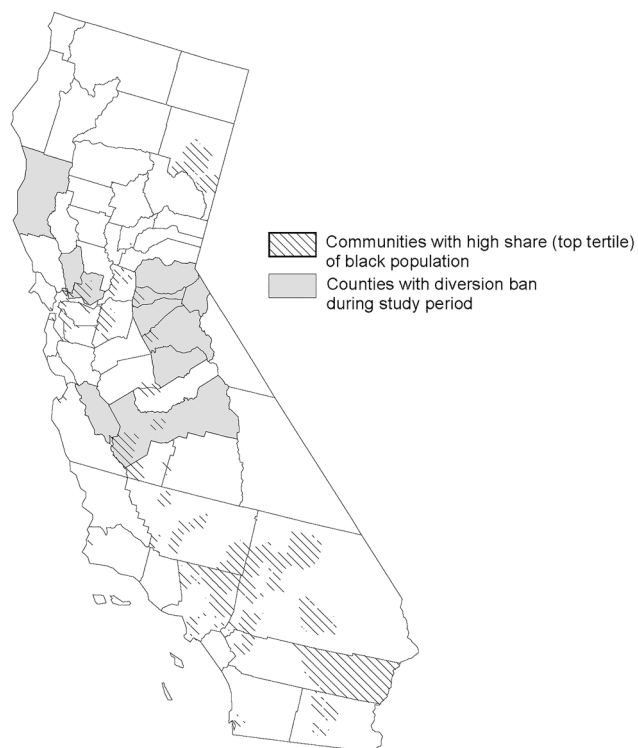 Communities with high share (top tertile)
of black population
Counties with diversion ban
during study period